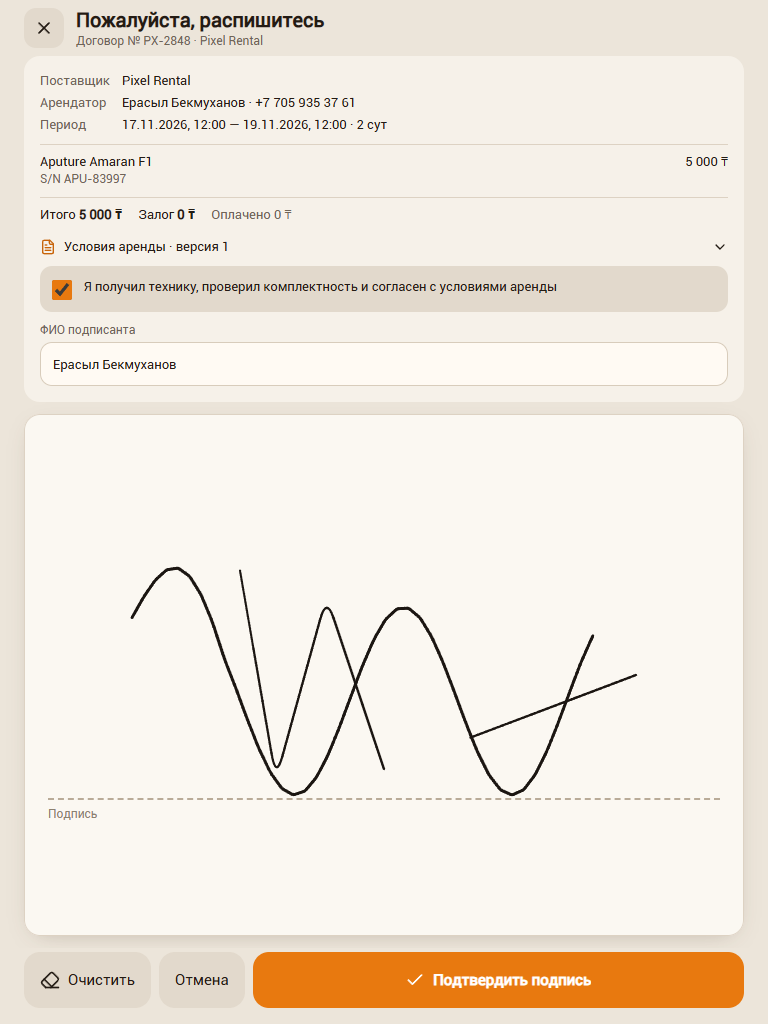 Пожалуйста, распишитесь
Договор № PX-2848 · Pixel Rental
Поставщик Pixel Rental
Арендатор Ерасыл Бекмуханов · +7 705 935 37 61
Период 17.11.2026, 12:00 — 19.11.2026, 12:00 · 2 сут
Aputure Amaran F1 5 000 ₸
S/N APU-83997
Итого 5 000 ₸ Залог 0 ₸ Оплачено 0 ₸
Условия аренды · версия 1
Я получил технику, проверил комплектность и согласен с условиями аренды
ФИО подписанта
Ерасыл Бекмуханов
Подпись
Очистить Отмена Подтвердить подпись